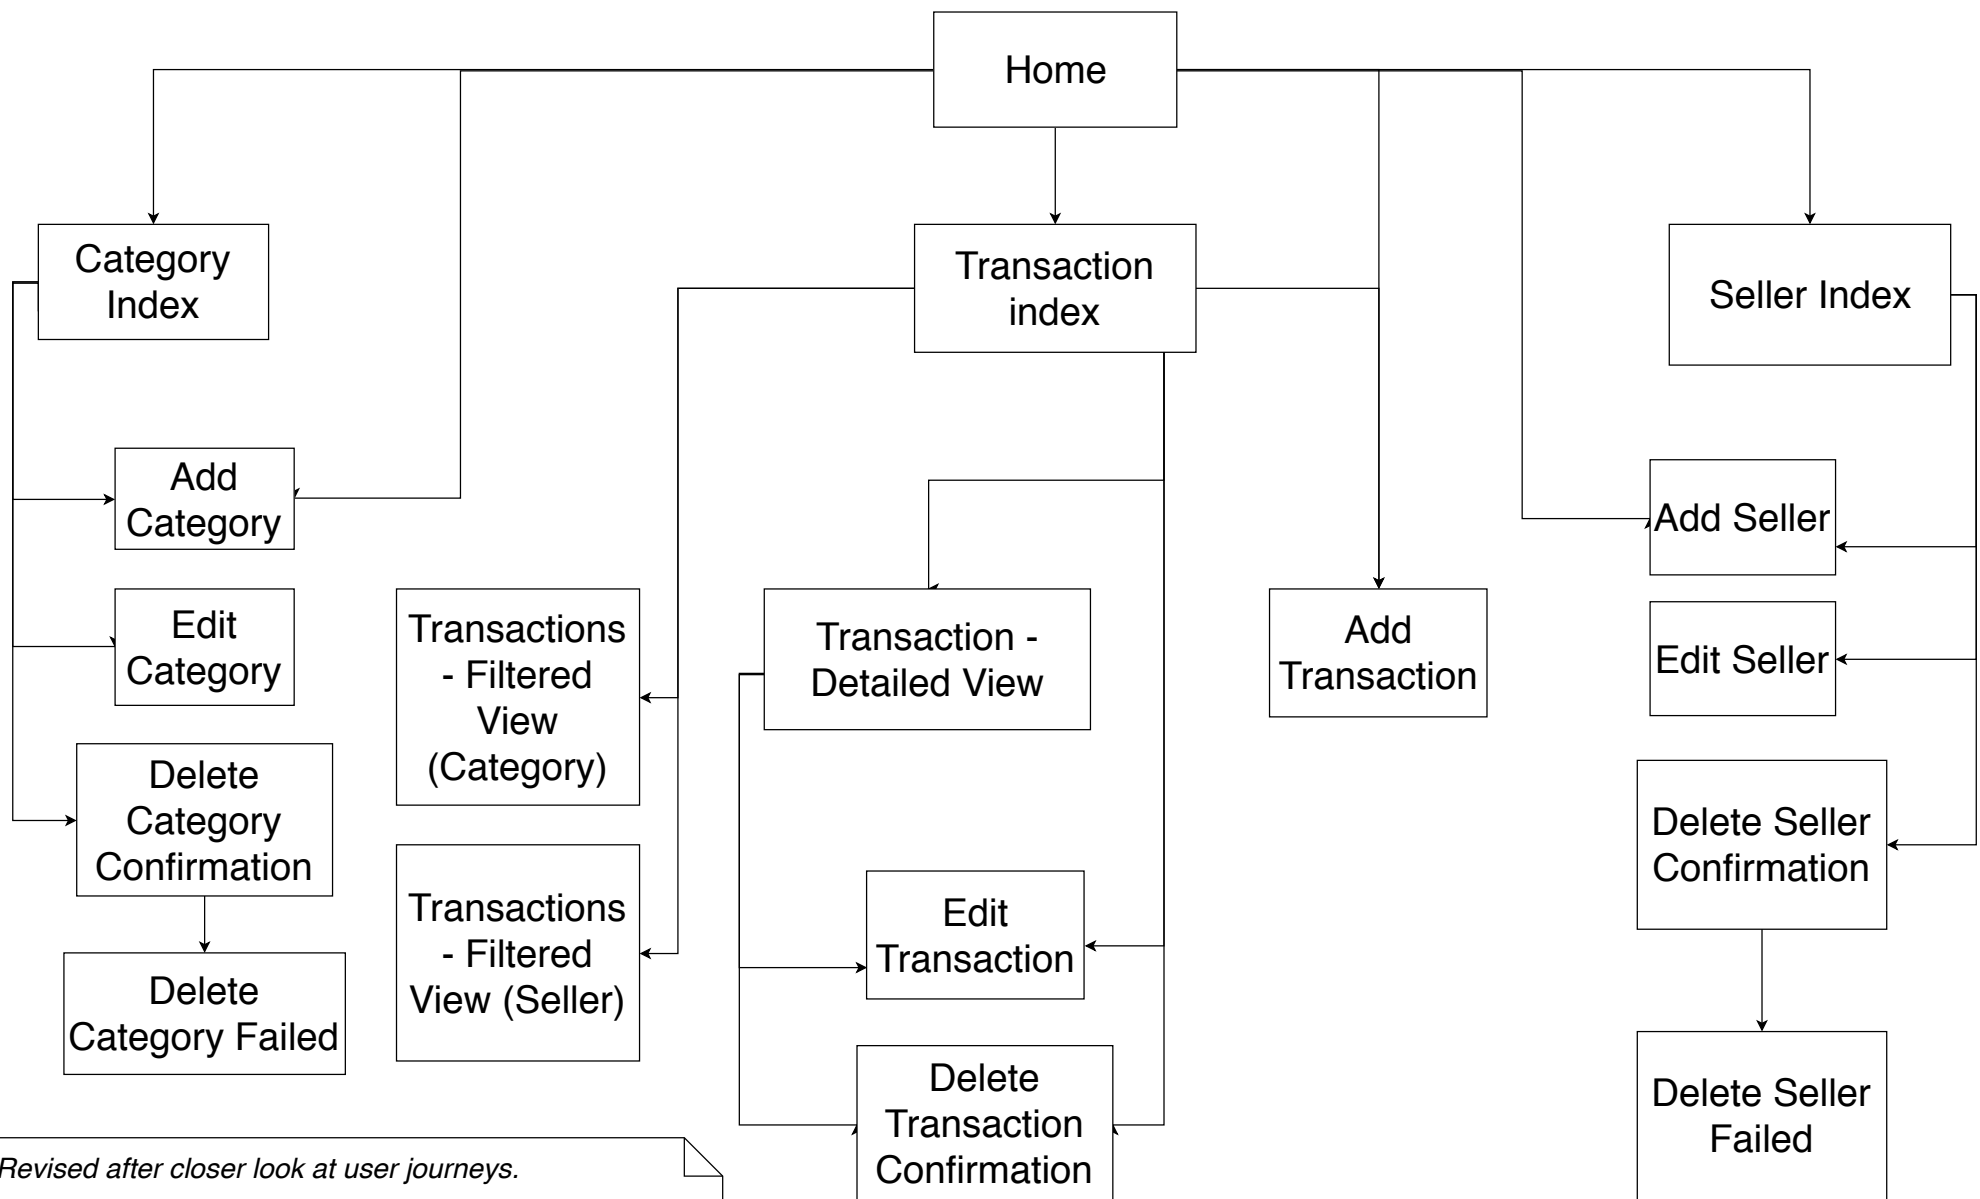 Home
Category
Index
Transaction
index
Seller Index
Add
Category
Add Seller
Edit
Category
Transactions
- Filtered
View
(Category)
Transaction -
Detailed View
Add
Transaction
Edit Seller
Delete
Category
Confirmation
Delete Seller
Confirmation
Transactions
- Filtered
View (Seller)
Edit
Transaction
Delete
Category Failed
Delete
Transaction
Confirmation
Delete Seller
Failed
Revised after closer look at user journeys.